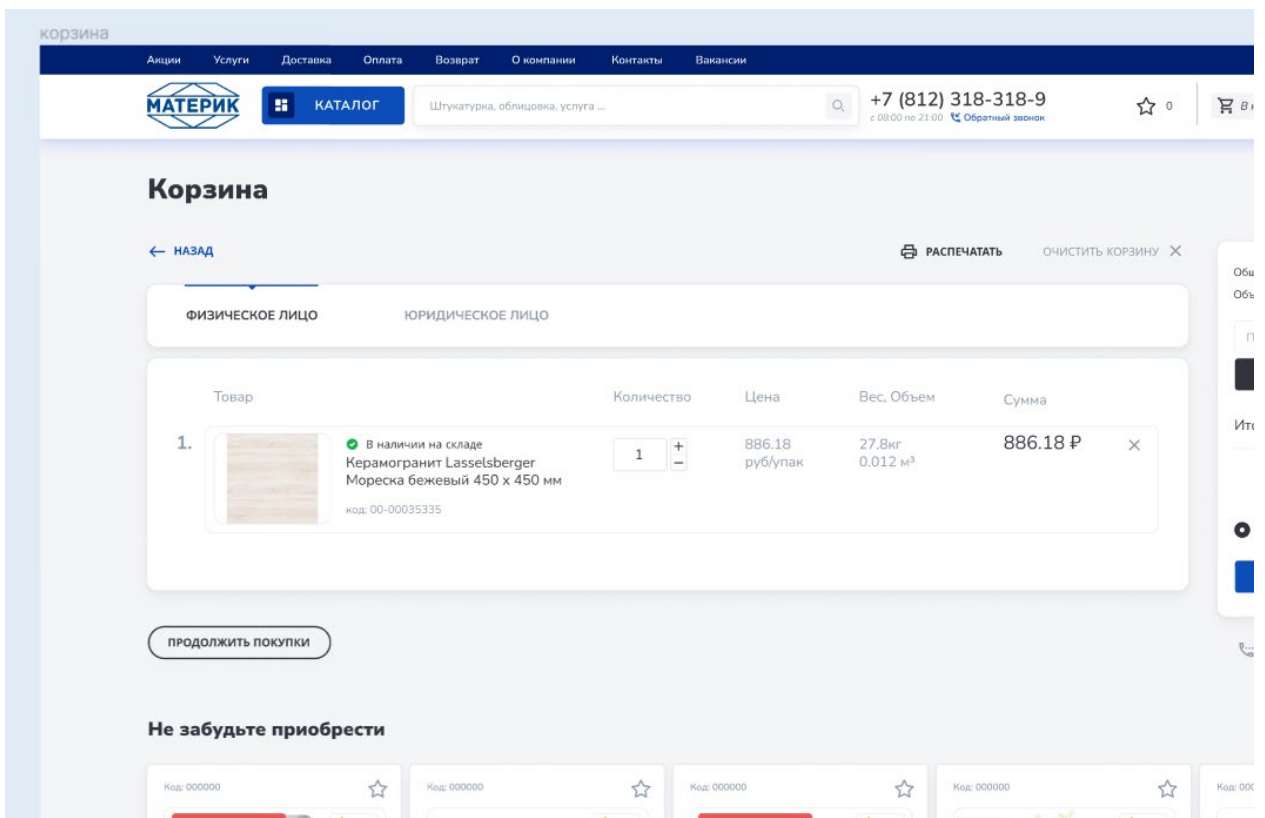 корзина
Акции Услуги Доставка Оплата Возврат О компании Контакты Вакансии
МАТЕРИК
КАТАЛОГ
Штукатурка, облицовка, услуга ...
+7 (812) 318-318-9
с 08:00 по 21:00 Обратный звонок
0
В
Корзина
НАЗАД
РАСПЕЧАТАТЬ
ОЧИСТИТЬ КОРЗИНУ
ФИЗИЧЕСКОЕ ЛИЦО
ЮРИДИЧЕСКОЕ ЛИЦО
Товар Количество Цена Вес, Объем Сумма
1.
В наличии на складе
Керамогранит Lasselsberger
Мореска бежевый 450 x 450 мм
код: 00-00035335
1
+
–
886.18
руб/упак
27.8кг
0.012 м³
886.18 ₽
ПРОДОЛЖИТЬ ПОКУПКИ
Не забудьте приобрести
Код: 000000
Код: 000000
Код: 000000
Код: 000000